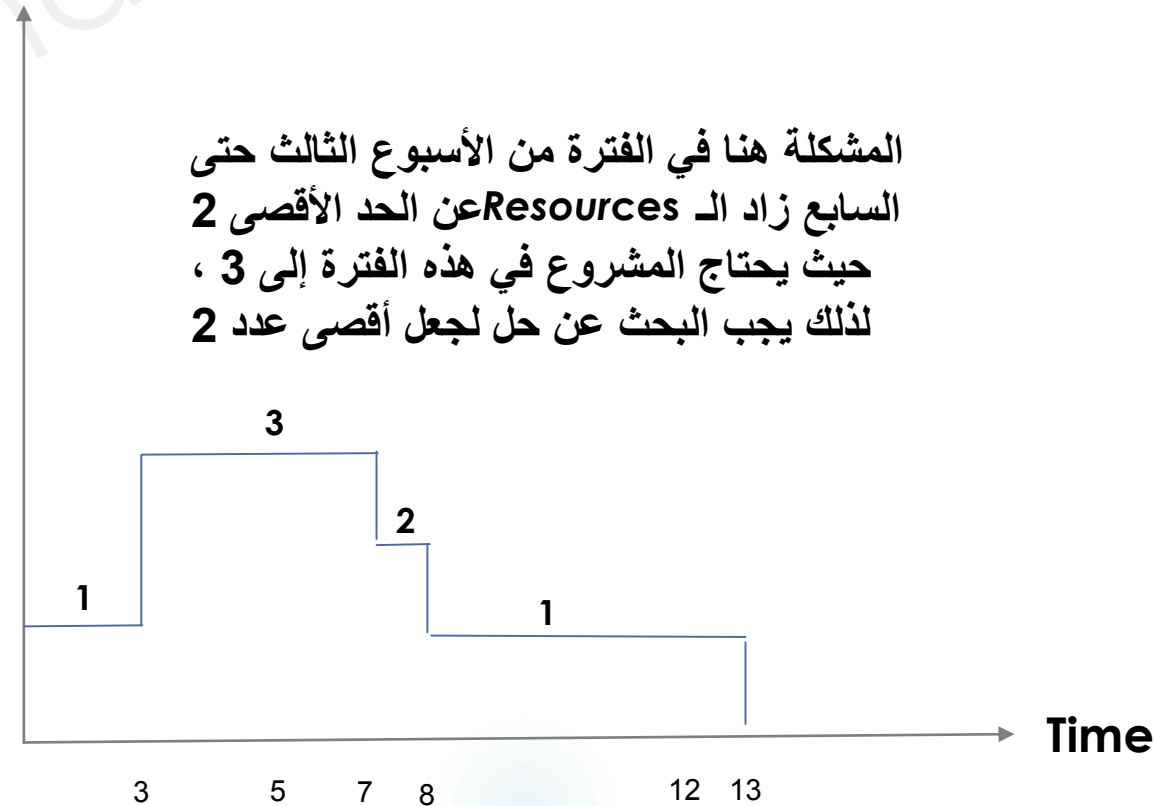 المشكلة هنا في الفترة من الأسبوع الثالث حتى
السابع زاد الـ Resourcesعن الحد الأقصى 2
حيث يحتاج المشروع في هذه الفترة إلى 3 ،
لذلك يجب البحث عن حل لجعل أقصى عدد 2
3
2
1
1
Time
3 5 7 8 12 13